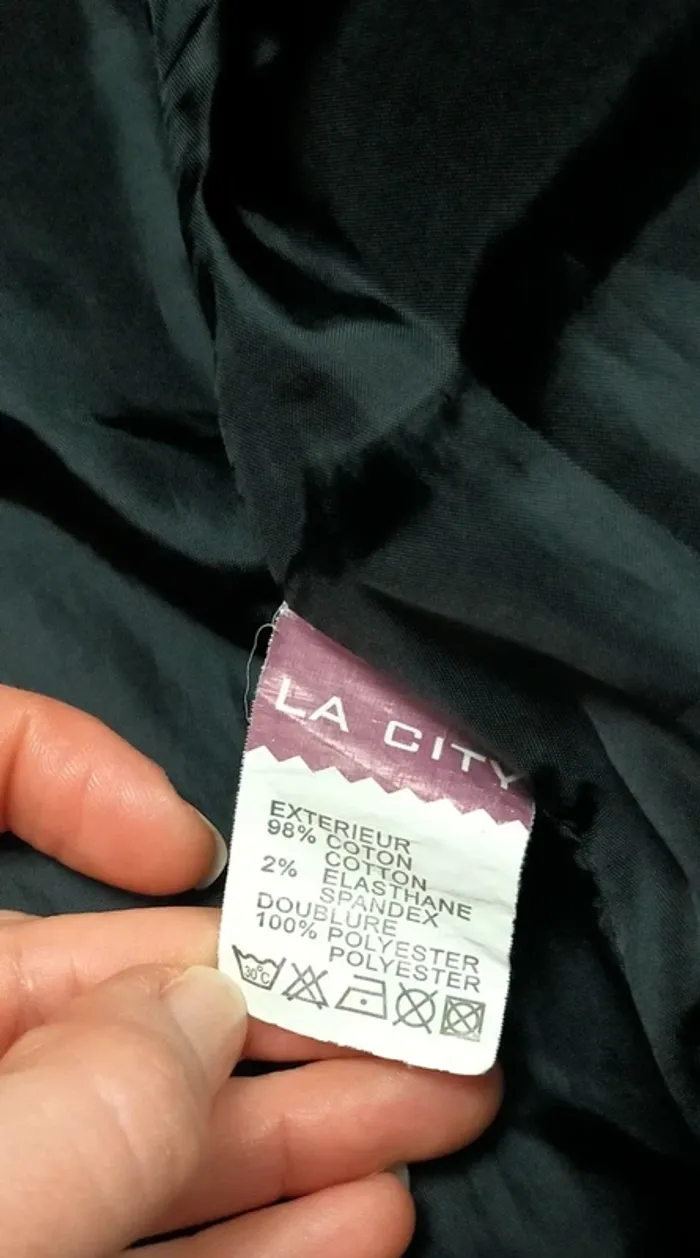 LA CITY
EXTERIEUR
98% COTON
COTTON
2% ELASTHANE
SPANDEX
DOUBLURE
100% POLYESTER
POLYESTER
30°C